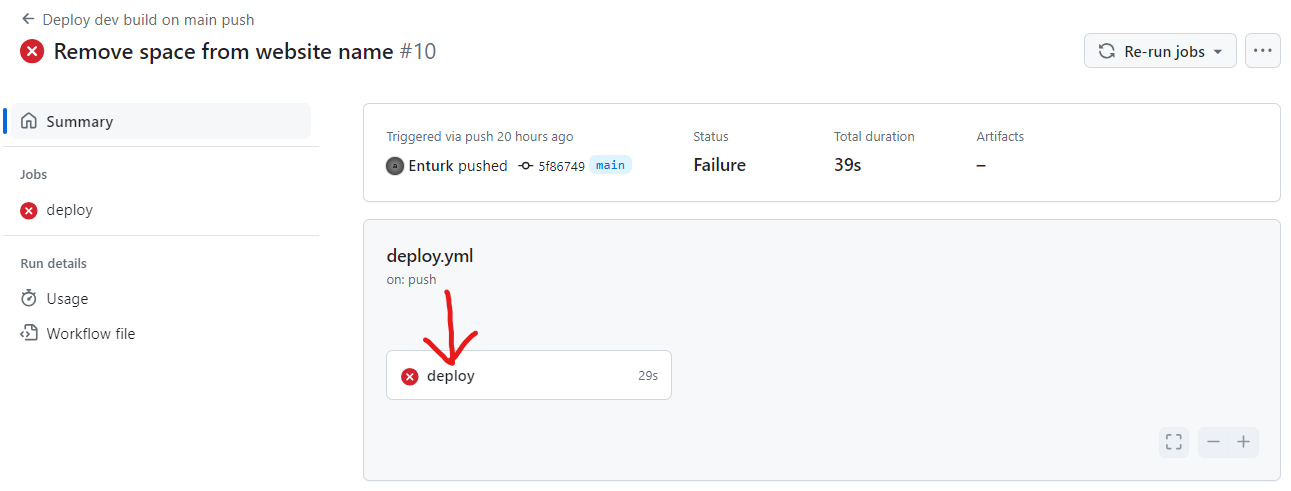 Deploy dev build on main push
Remove space from website name #10
Re-run jobs
Summary
Jobs
deploy
Run details
Usage
Workflow file
Triggered via push 20 hours ago
Enturk pushed 5f86749 main
Status
Failure
Total duration
39s
Artifacts
–
deploy.yml
on: push
deploy 29s